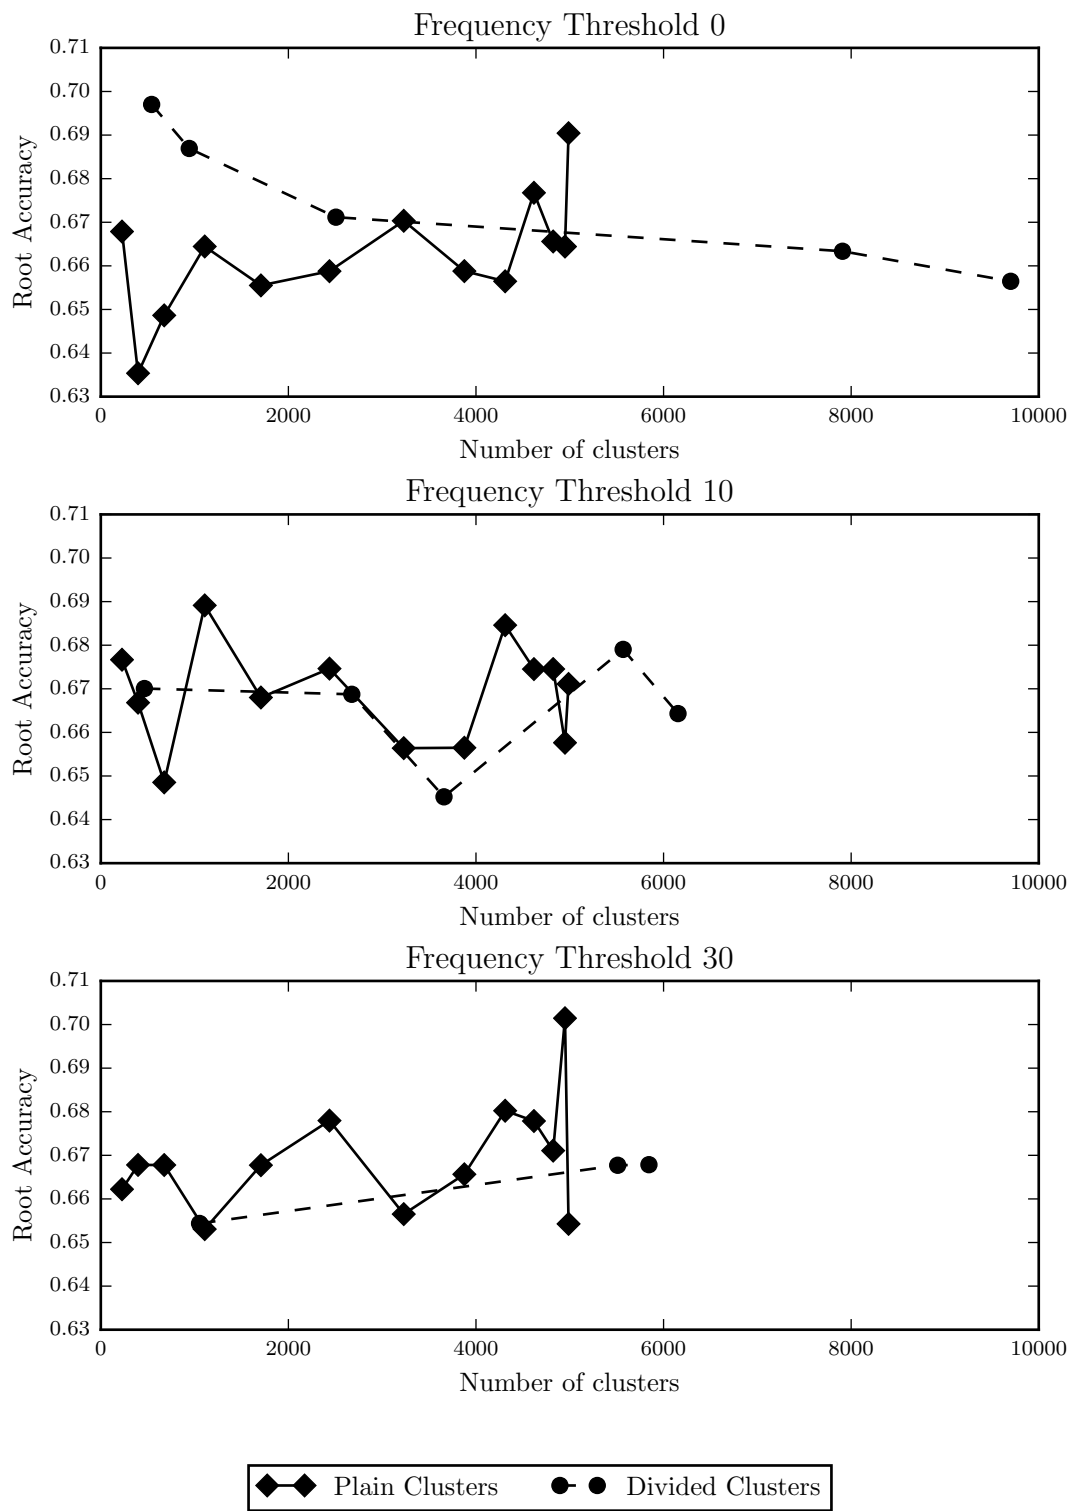 Frequency Threshold 0
0.71
0.70
0.69
0.68
0.67
0.66
0.65
0.64
0.63
Root Accuracy
0 2000 4000 6000 8000 10000
Number of clusters
Frequency Threshold 10
0.71
0.70
0.69
0.68
0.67
0.66
0.65
0.64
0.63
Root Accuracy
0 2000 4000 6000 8000 10000
Number of clusters
Frequency Threshold 30
0.71
0.70
0.69
0.68
0.67
0.66
0.65
0.64
0.63
Root Accuracy
0 2000 4000 6000 8000 10000
Number of clusters
Plain Clusters Divided Clusters